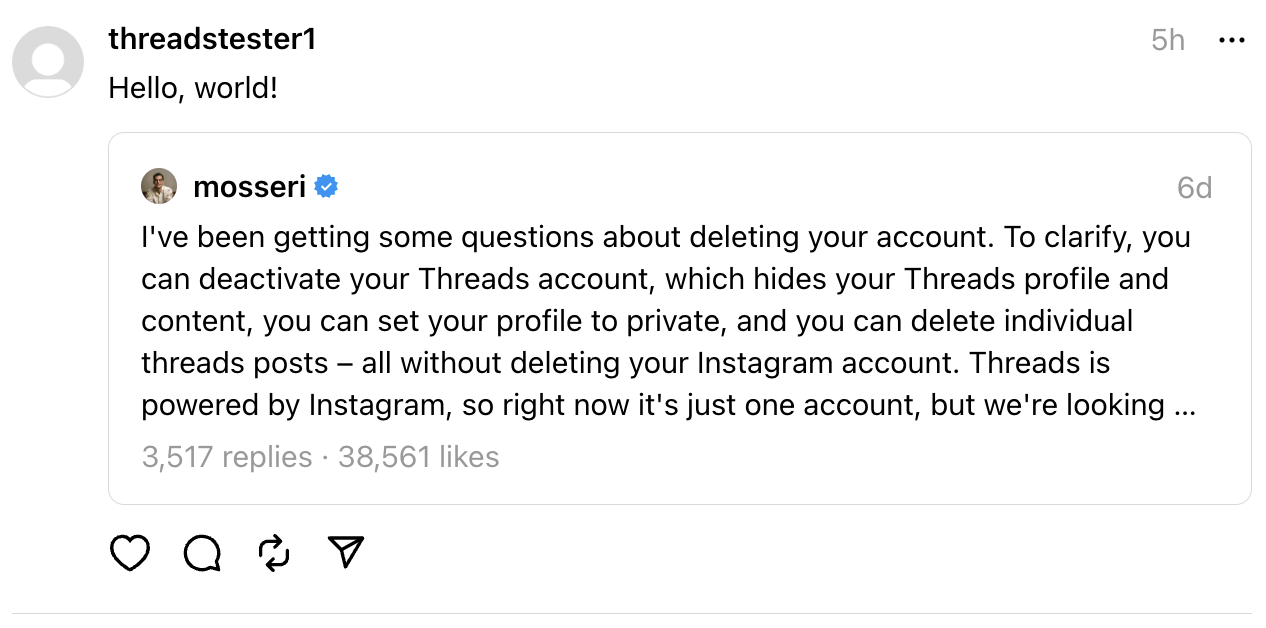 threadstester1
5h
Hello, world!
mosseri
6d
I've been getting some questions about deleting your account. To clarify, you
can deactivate your Threads account, which hides your Threads profile and
content, you can set your profile to private, and you can delete individual
threads posts – all without deleting your Instagram account. Threads is
powered by Instagram, so right now it's just one account, but we're looking ...
3,517 replies · 38,561 likes